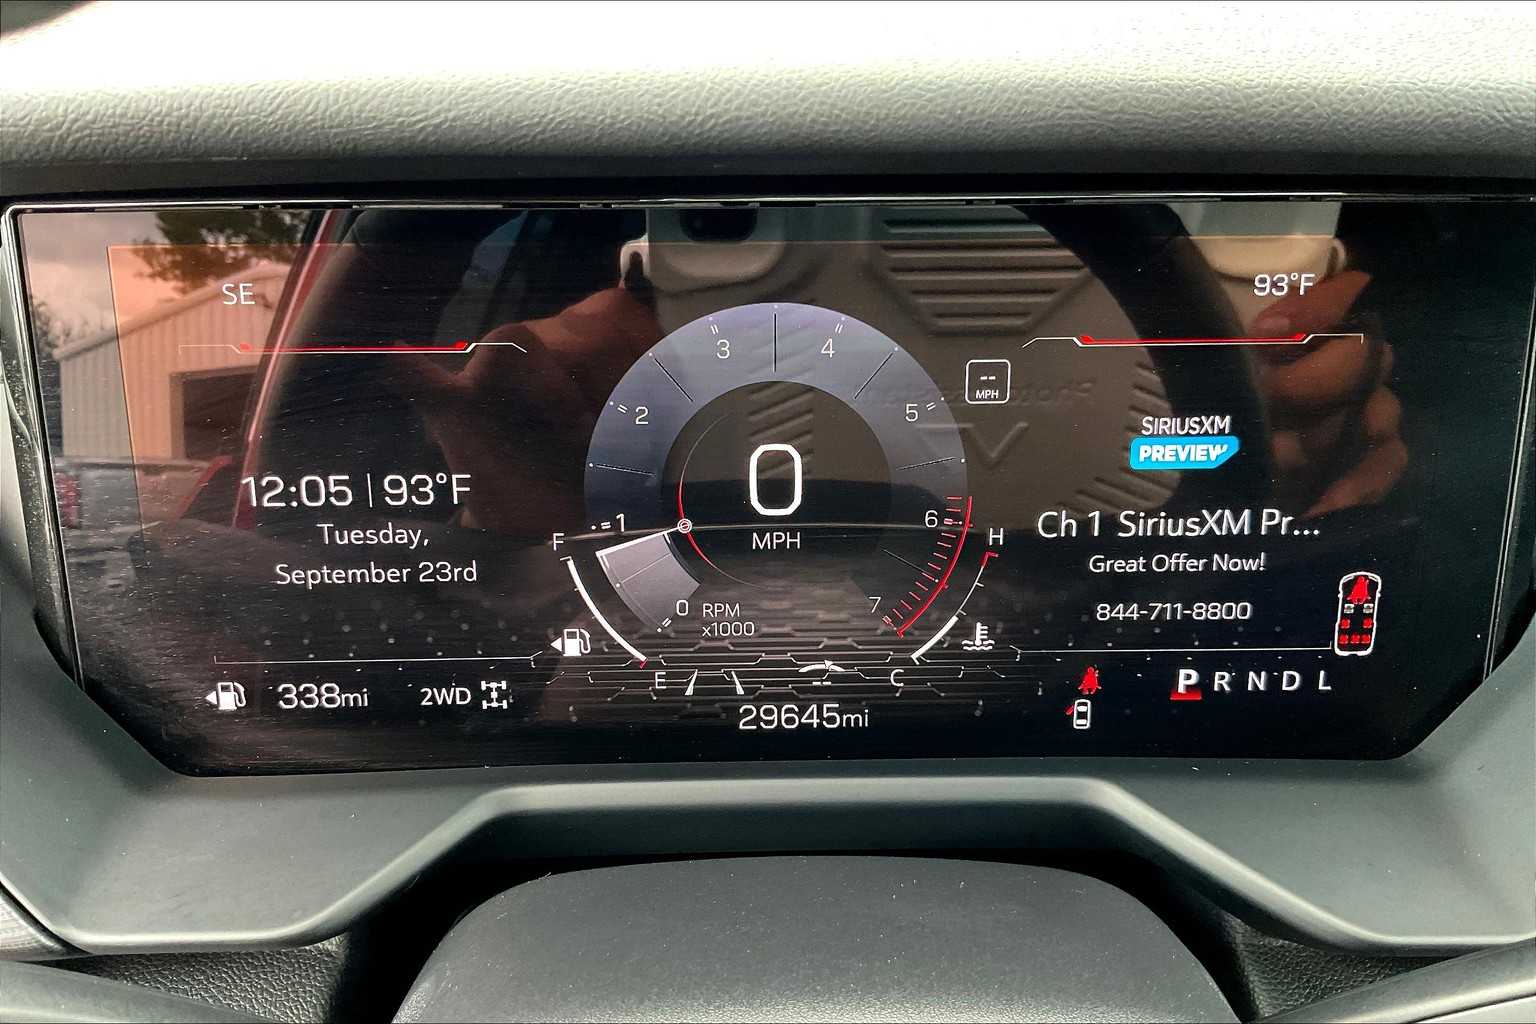 SE
93°F
12:05 | 93°F
Tuesday,
September 23rd
338mi
2WD
F
E
0
1
2
3
4
5
6
7
RPM
x1000
0
MPH
--
MPH
H
C
--
29645mi
SIRIUSXM
PREVIEW
Ch 1 SiriusXM Pr...
Great Offer Now!
844-711-8800
P R N D L